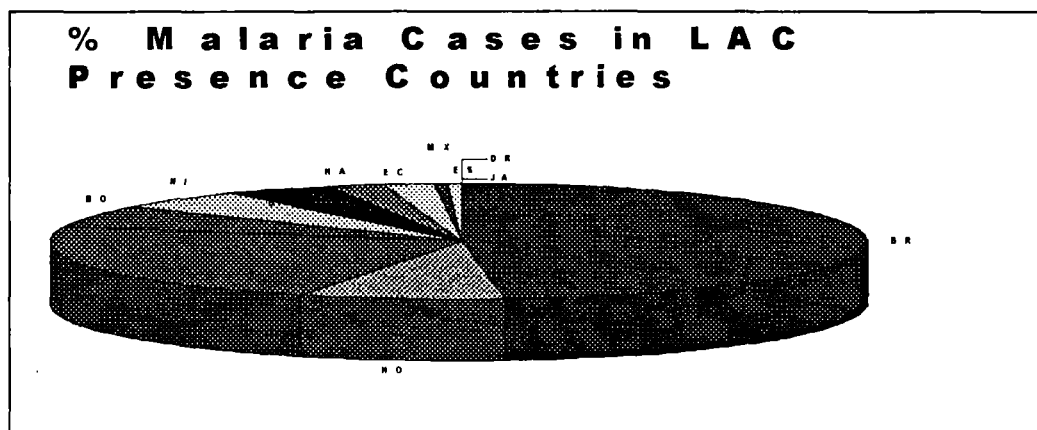 % Malaria Cases in LAC
Presence Countries
MX
DR
HA EC ES
NI JA
BO
BR
HO